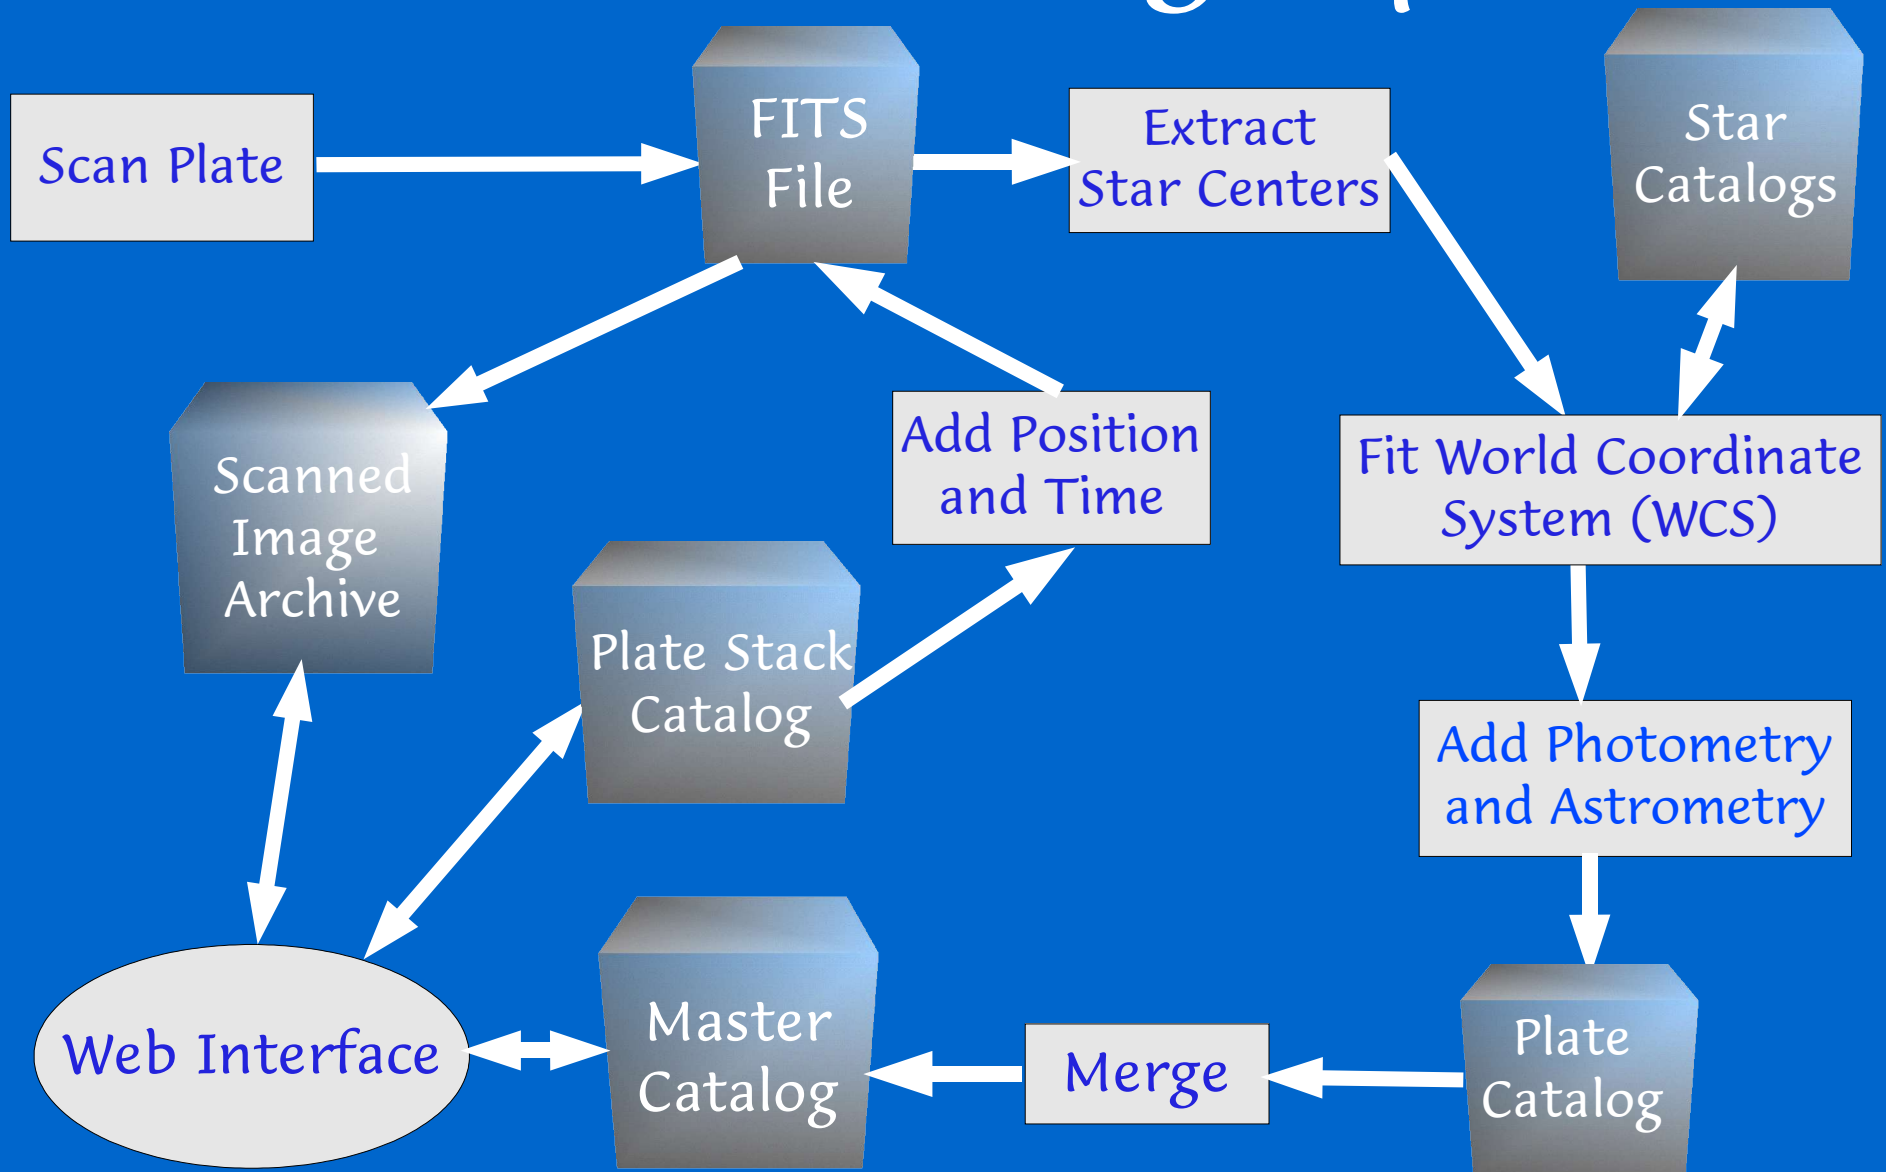 Scan Plate
FITS
File
Extract
Star Centers
Star
Catalogs
Scanned
Image
Archive
Add Position
and Time
Fit World Coordinate
System (WCS)
Plate Stack
Catalog
Add Photometry
and Astrometry
Web Interface
Master
Catalog
Merge
Plate
Catalog